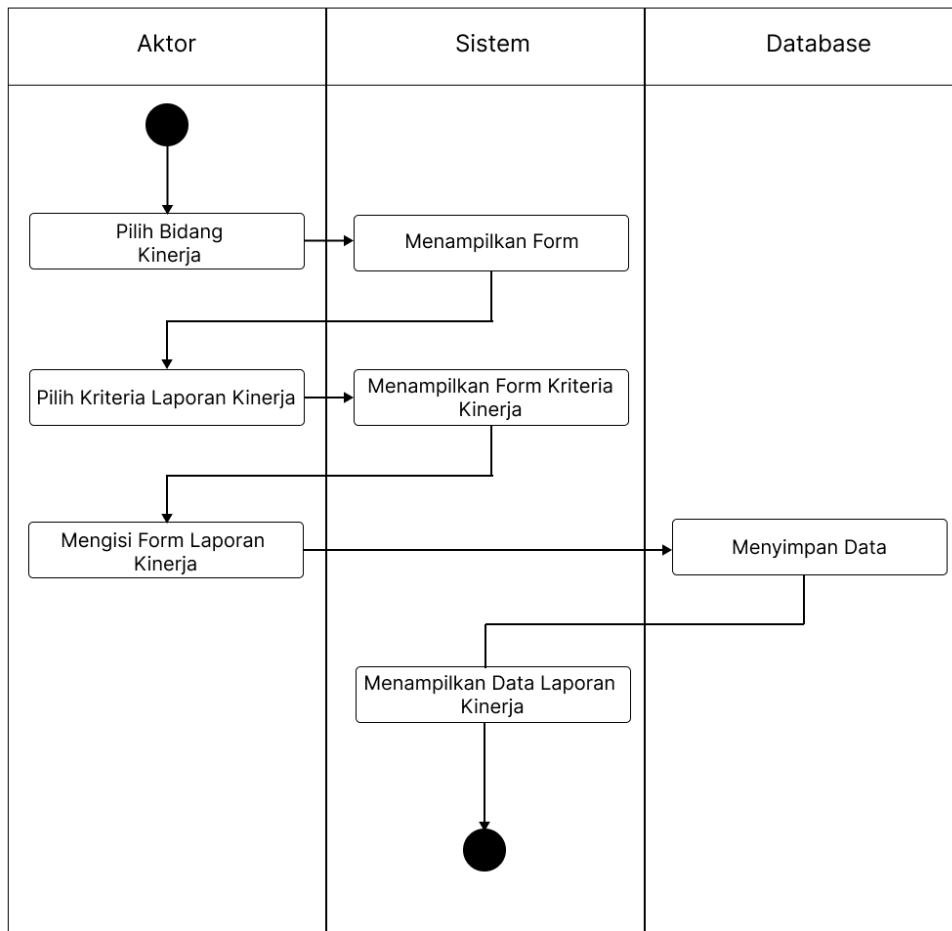 Aktor
Sistem
Database
Pilih Bidang
Kinerja
Menampilkan Form
Pilih Kriteria Laporan Kinerja
Menampilkan Form Kriteria
Kinerja
Mengisi Form Laporan
Kinerja
Menyimpan Data
Menampilkan Data Laporan
Kinerja